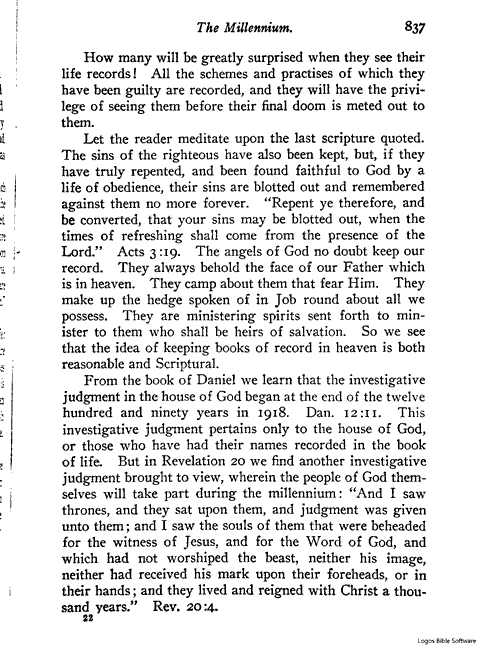 The Millennium. 837
How many will be greatly surprised when they see their
life records! All the schemes and practises of which they
have been guilty are recorded, and they will have the privi-
lege of seeing them before their final doom is meted out to
them.
Let the reader meditate upon the last scripture quoted.
The sins of the righteous have also been kept, but, if they
have truly repented, and been found faithful to God by a
life of obedience, their sins are blotted out and remembered
against them no more forever. "Repent ye therefore, and
be converted, that your sins may be blotted out, when the
times of refreshing shall come from the presence of the
Lord." Acts 3:19. The angels of God no doubt keep our
record. They always behold the face of our Father which
is in heaven. They camp about them that fear Him. They
make up the hedge spoken of in Job round about all we
possess. They are ministering spirits sent forth to min-
ister to them who shall be heirs of salvation. So we see
that the idea of keeping books of record in heaven is both
reasonable and Scriptural.
From the book of Daniel we learn that the investigative
judgment in the house of God began at the end of the twelve
hundred and ninety years in 1918. Dan. 12:11. This
investigative judgment pertains only to the house of God,
or those who have had their names recorded in the book
of life. But in Revelation 20 we find another investigative
judgment brought to view, wherein the people of God them-
selves will take part during the millennium: "And I saw
thrones, and they sat upon them, and judgment was given
unto them; and I saw the souls of them that were beheaded
for the witness of Jesus, and for the Word of God, and
which had not worshiped the beast, neither his image,
neither had received his mark upon their foreheads, or in
their hands; and they lived and reigned with Christ a thou-
sand years." Rev. 20:4.
22
Logos Bible Software